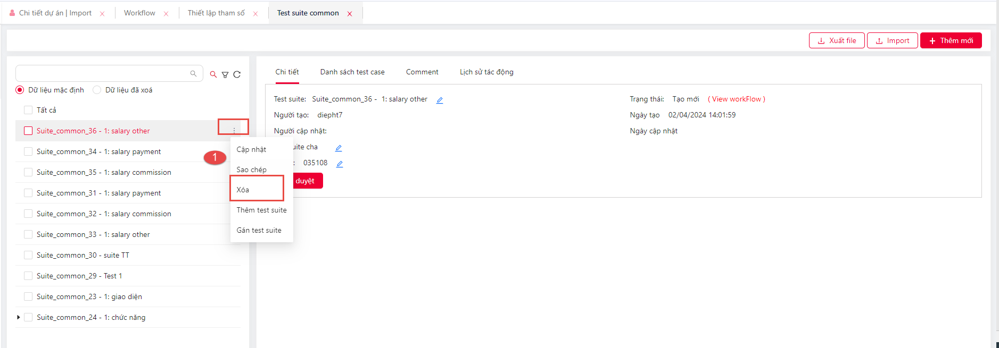 Chi tiết dự án | Import
Workflow
Thiết lập tham số
Test suite common
Xuất file
Import
Thêm mới
Dữ liệu mặc định
Dữ liệu đã xoá
Tất cả
Suite_common_36 - 1: salary other
Suite_common_34 - 1: salary payment
Suite_common_35 - 1: salary commission
Suite_common_31 - 1: salary payment
Suite_common_32 - 1: salary commission
Suite_common_33 - 1: salary other
Suite_common_30 - suite TT
Suite_common_29 - Test 1
Suite_common_23 - 1: giao diện
Suite_common_24 - 1: chức năng
1
Cập nhật
Sao chép
Xóa
Thêm test suite
Gán test suite
Chi tiết
Danh sách test case
Comment
Lịch sử tác động
Test suite: Suite_common_36 - 1: salary other
Người tạo: diepht7
Người cập nhật:
uite cha
: 035108
duyệt
Trạng thái: Tạo mới ( View workFlow )
Ngày tạo 02/04/2024 14:01:59
Ngày cập nhật